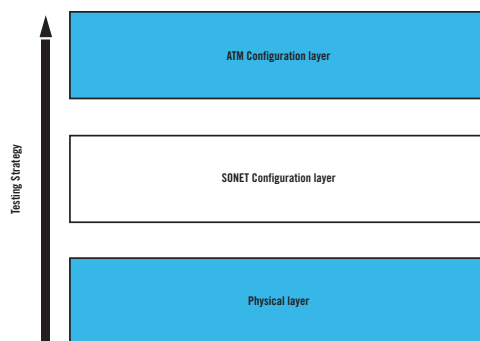 ATM Configuration layer
Testing Strategy
SONET Configuration layer
Physical layer